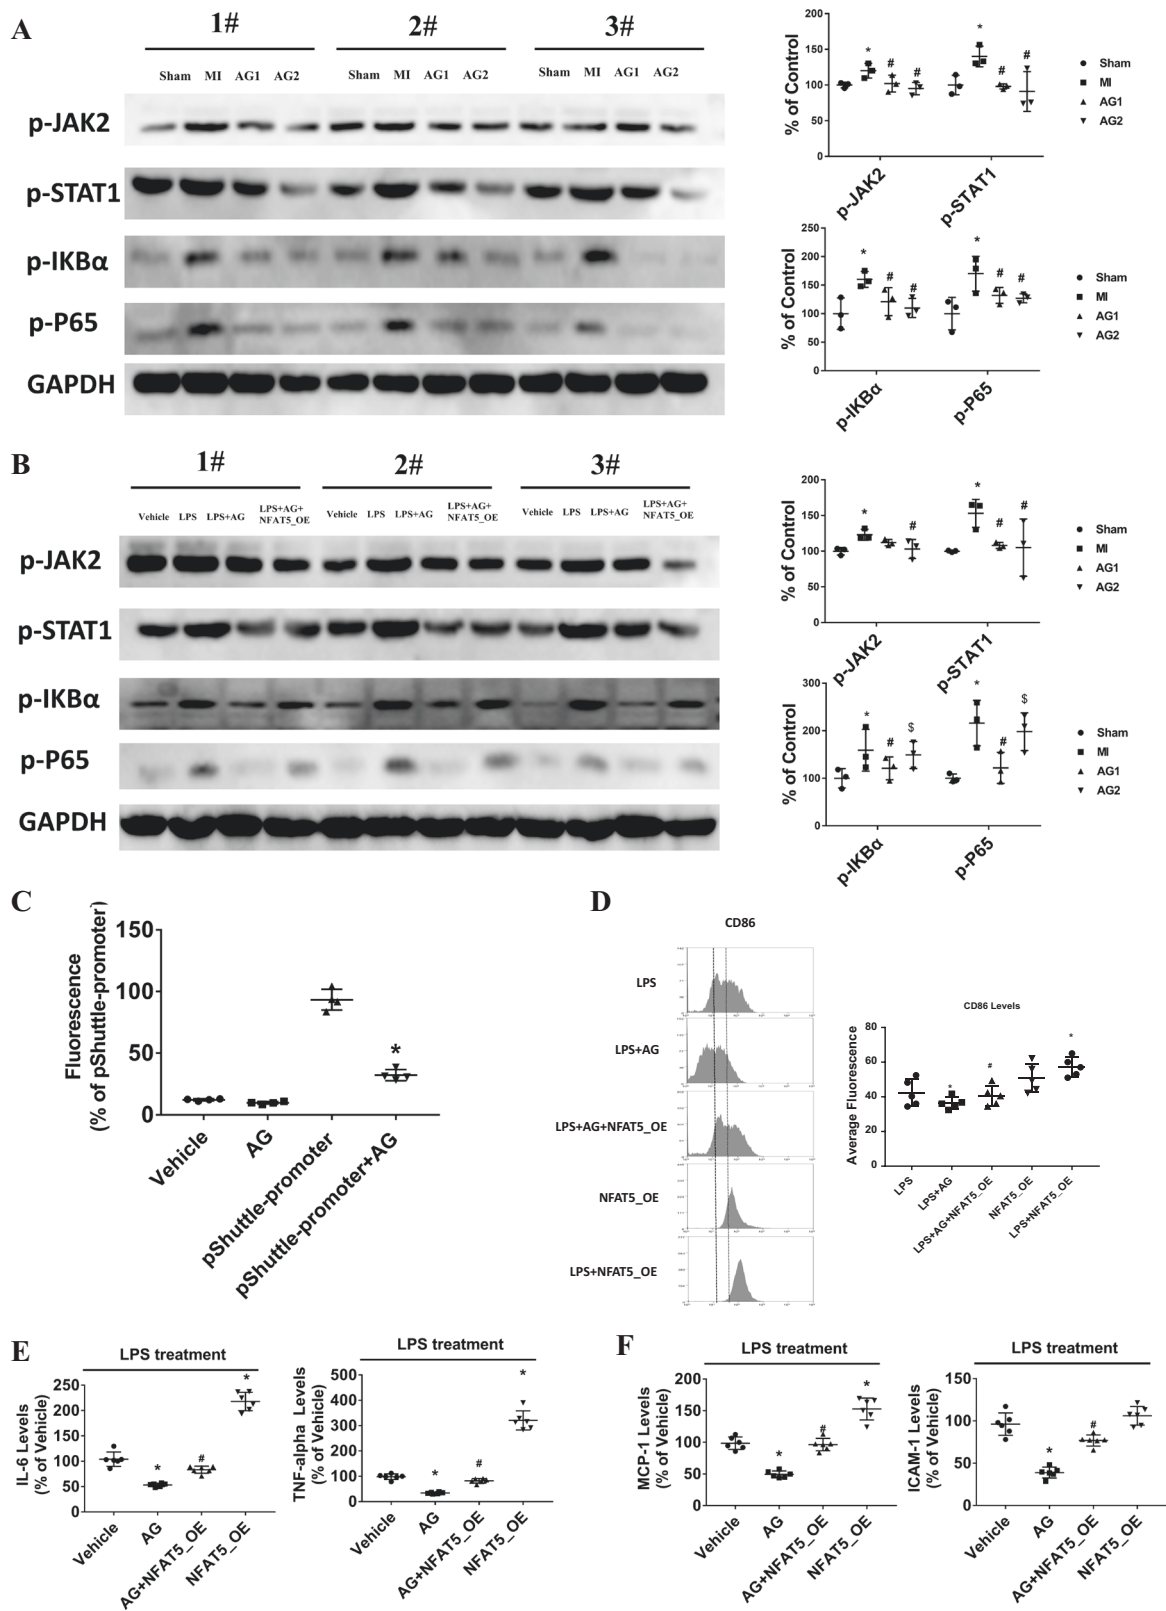 A
1# 2# 3#
Sham MI AG1 AG2 Sham MI AG1 AG2 Sham MI AG1 AG2
p-JAK2
p-STAT1
p-IKBα
p-P65
GAPDH
% of Control
200
150
100
50
0
* # # * # #
p-JAK2 p-STAT1
Sham
MI
AG1
AG2
% of Control
250
200
150
100
50
0
* # # * # #
p-IKBα p-P65
Sham
MI
AG1
AG2
B
1# 2# 3#
Vehicle LPS LPS+AG LPS+AG+
NFAT5_OE
Vehicle LPS LPS+AG LPS+AG+
NFAT5_OE
Vehicle LPS LPS+AG LPS+AG+
NFAT5_OE
p-JAK2
p-STAT1
p-IKBα
p-P65
GAPDH
% of Control
200
150
100
50
0
* # * # #
p-JAK2 p-STAT1
Sham
MI
AG1
AG2
% of Control
300
200
100
0
* # $ * # $
p-IKBα p-P65
Sham
MI
AG1
AG2
C
Fluorescence
(% of pShuttle-promoter)
150
100
50
0
*
Vehicle AG pShuttle-promoter pShuttle-promoter+AG
D
CD86
LPS
LPS+AG
LPS+AG+NFAT5_OE
NFAT5_OE
LPS+NFAT5_OE
CD86 Levels
Average Fluorescence
80
60
40
20
0
* # *
LPS LPS+AG LPS+AG+NFAT5_OE NFAT5_OE LPS+NFAT5_OE
E
LPS treatment
IL-6 Levels
(% of Vehicle)
250
200
150
100
50
0
* # *
Vehicle AG AG+NFAT5_OE NFAT5_OE
LPS treatment
TNF-alpha Levels
(% of Vehicle)
500
400
300
200
100
0
* # *
Vehicle AG AG+NFAT5_OE NFAT5_OE
F
LPS treatment
MCP-1 Levels
(% of Vehicle)
200
150
100
50
0
* # *
Vehicle AG AG+NFAT5_OE NFAT5_OE
LPS treatment
ICAM-1 Levels
(% of Vehicle)
150
100
50
0
* #
Vehicle AG AG+NFAT5_OE NFAT5_OE